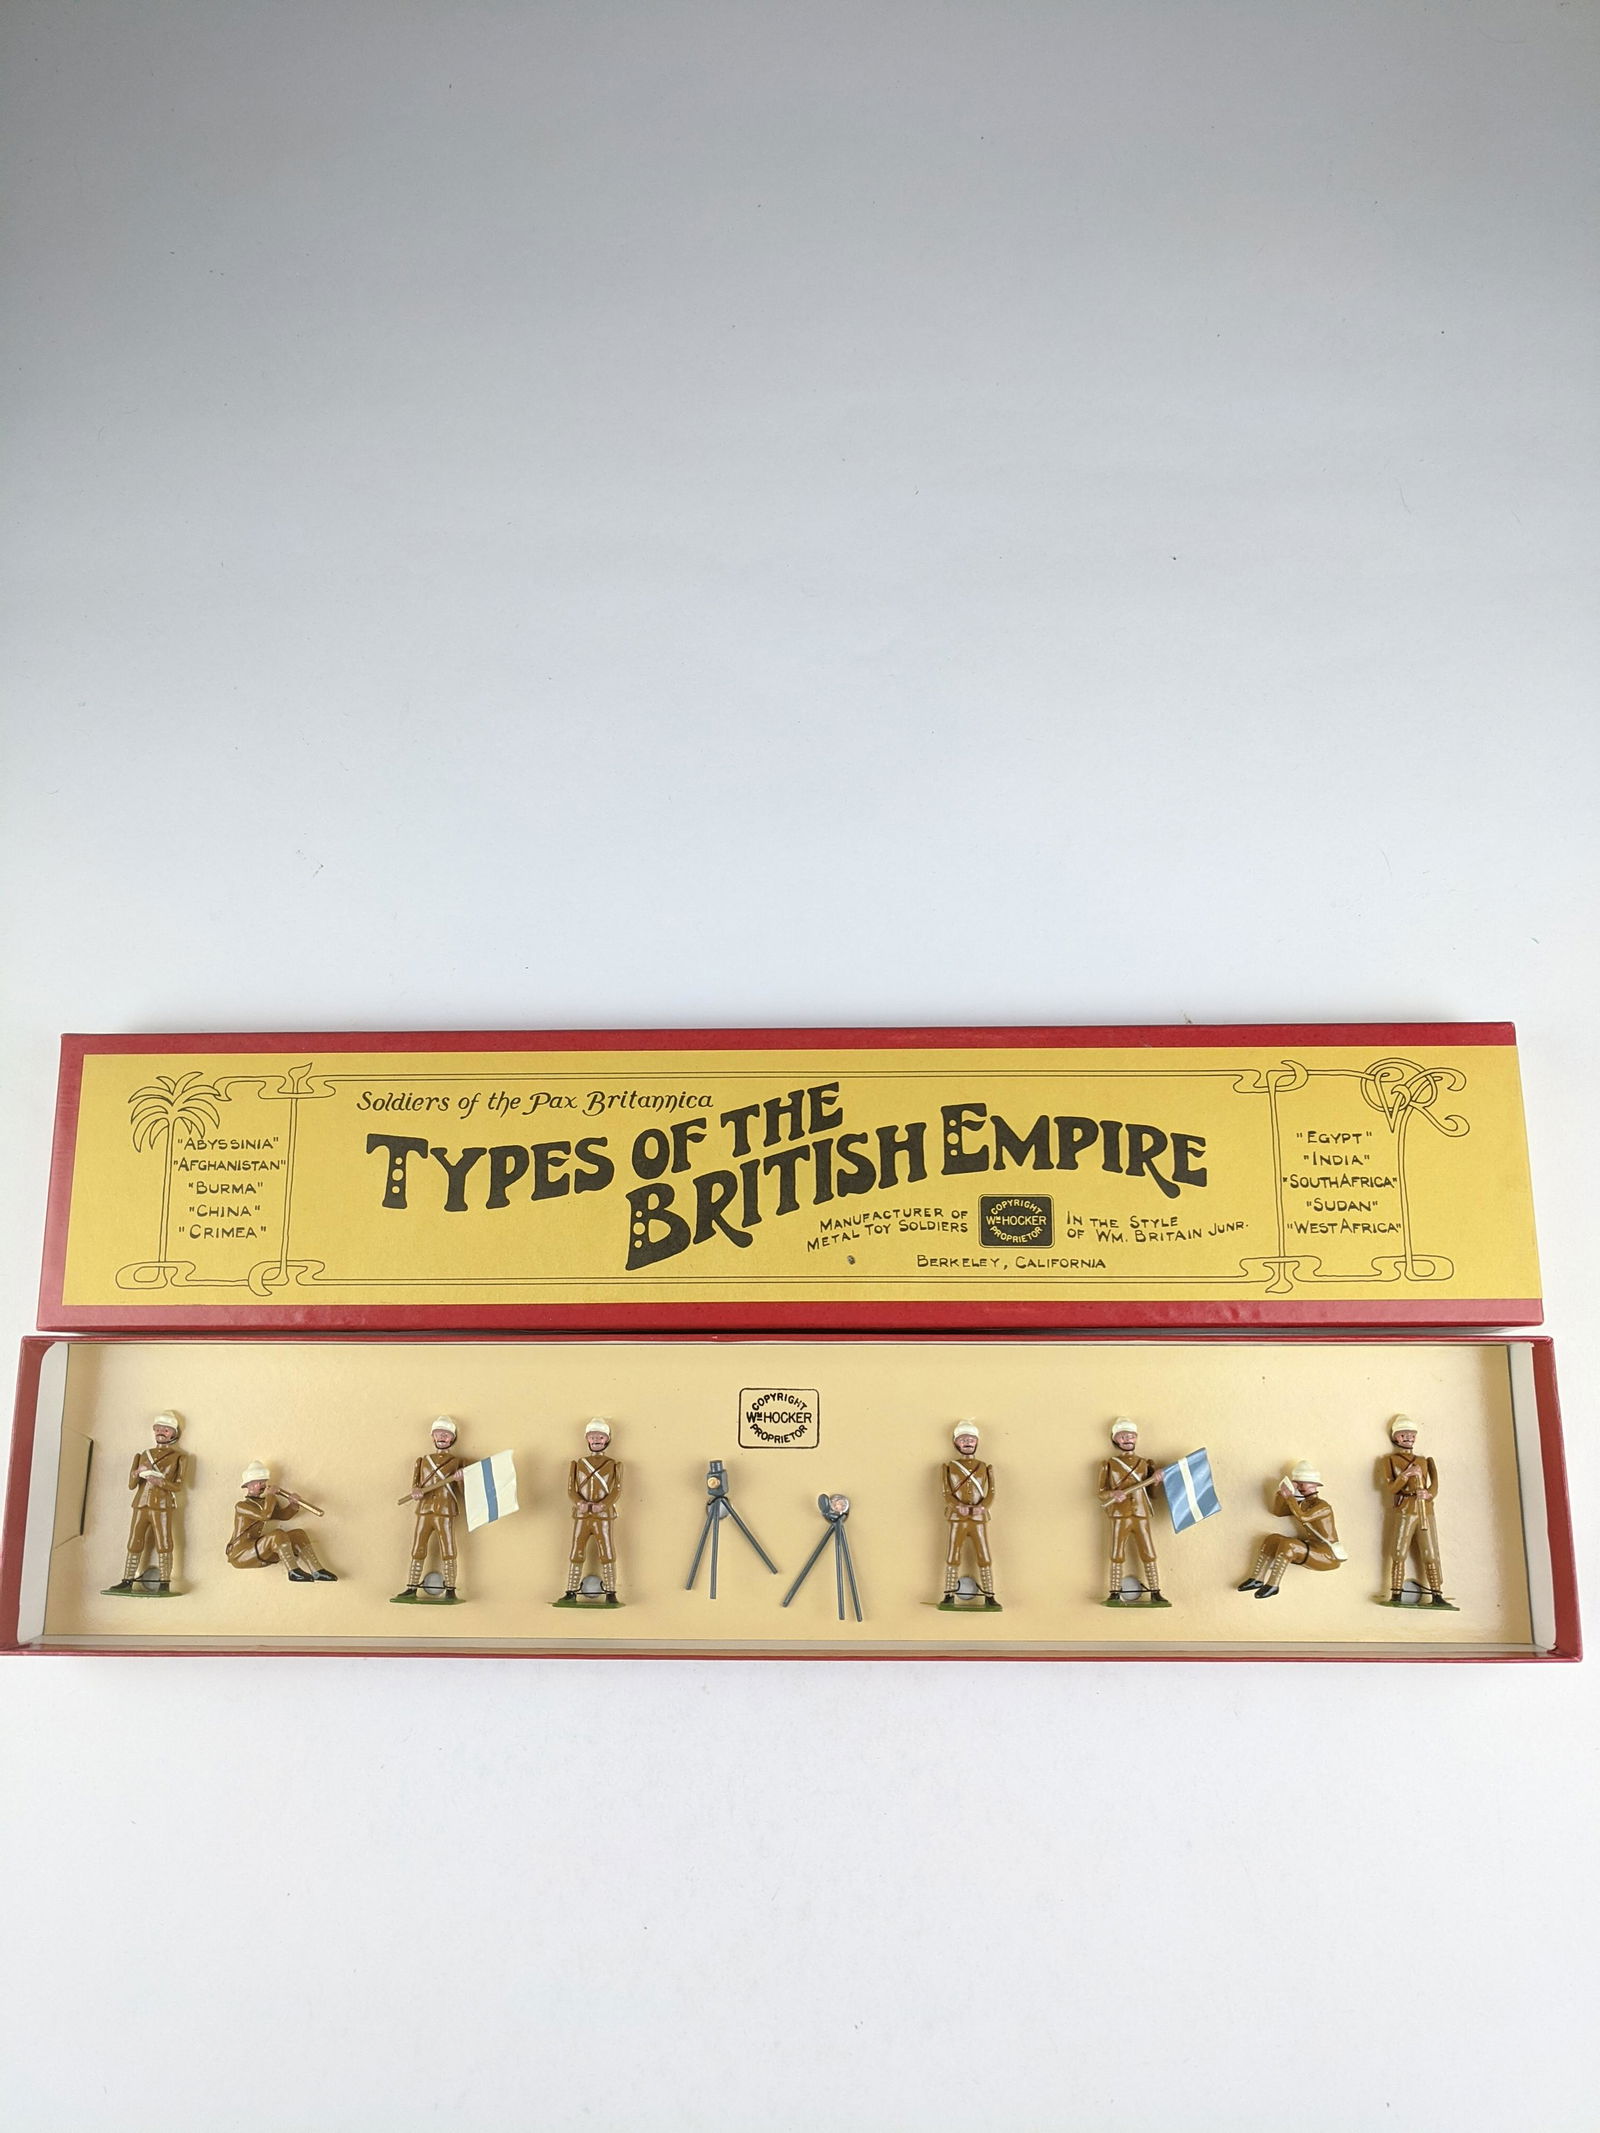 Soldiers of the Pax Britannica
TYPES OF THE
BRITISH EMPIRE
"ABYSSINIA"
"AFGHANISTAN"
"BURMA"
"CHINA"
"CRIMEA"
MANUFACTURER OF
METAL TOY SOLDIERS
COPYRIGHT
WM HOCKER
PROPRIETOR
IN THE STYLE
OF WM. BRITAIN JUNR.
BERKELEY, CALIFORNIA
"EGYPT"
"INDIA"
"SOUTH AFRICA"
"SUDAN"
"WEST AFRICA"
COPYRIGHT
WM HOCKER
PROPRIETOR